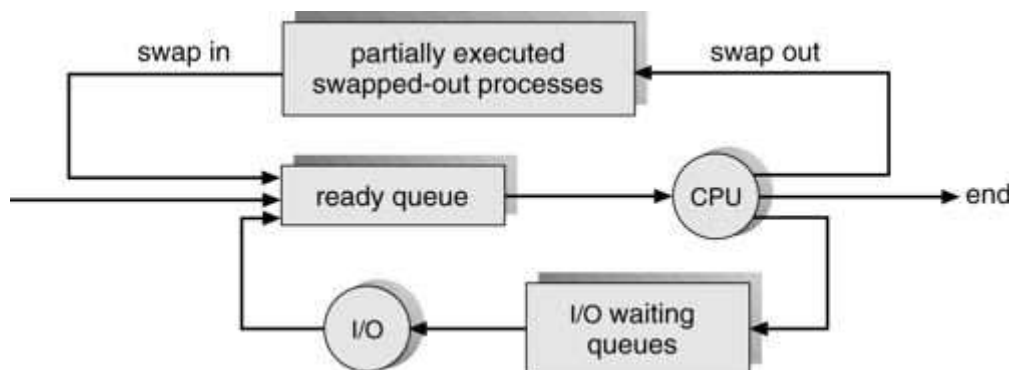 swap in
partially executed
swapped-out processes
swap out
ready queue
CPU
end
I/O
I/O waiting
queues